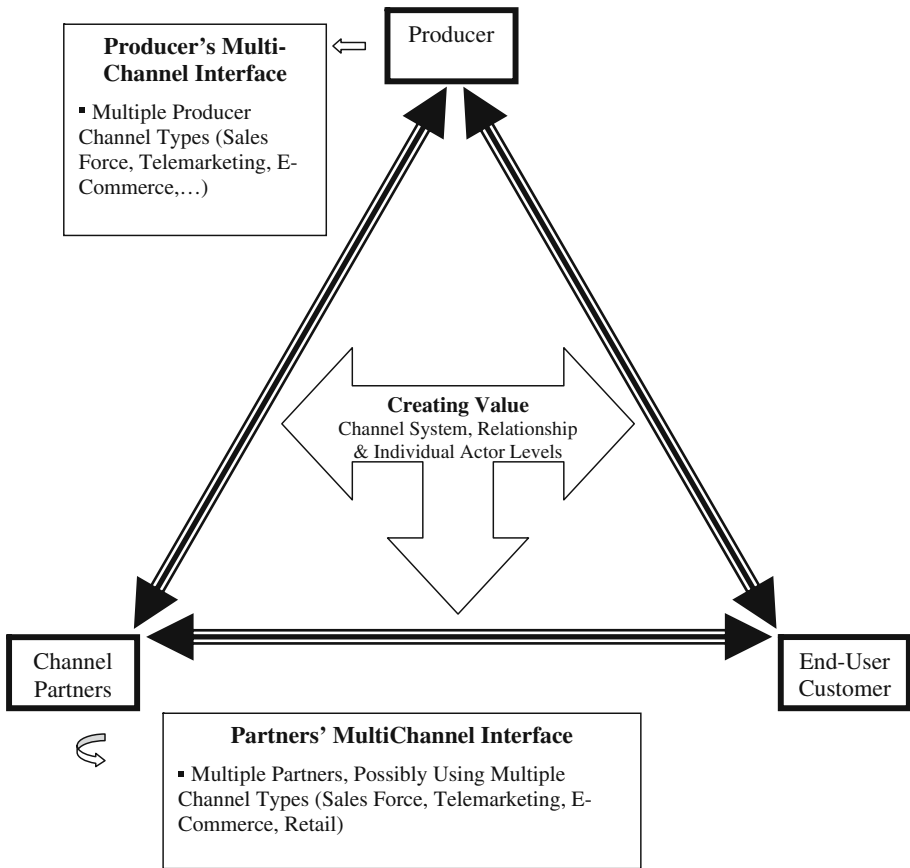 Producer
Producer's Multi-
Channel Interface
▪ Multiple Producer
Channel Types (Sales
Force, Telemarketing, E-
Commerce,…)
Creating Value
Channel System, Relationship
& Individual Actor Levels
Channel
Partners
End-User
Customer
Partners' MultiChannel Interface
▪ Multiple Partners, Possibly Using Multiple
Channel Types (Sales Force, Telemarketing, E-
Commerce, Retail)